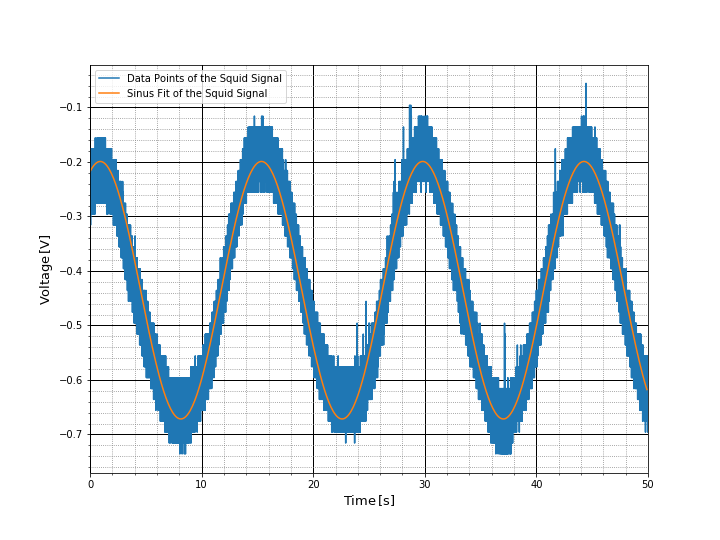 Data Points of the Squid Signal
Sinus Fit of the Squid Signal
−0.1
−0.2
−0.3
−0.4
−0.5
−0.6
−0.7
Voltage [V]
0 10 20 30 40 50
Time [s]